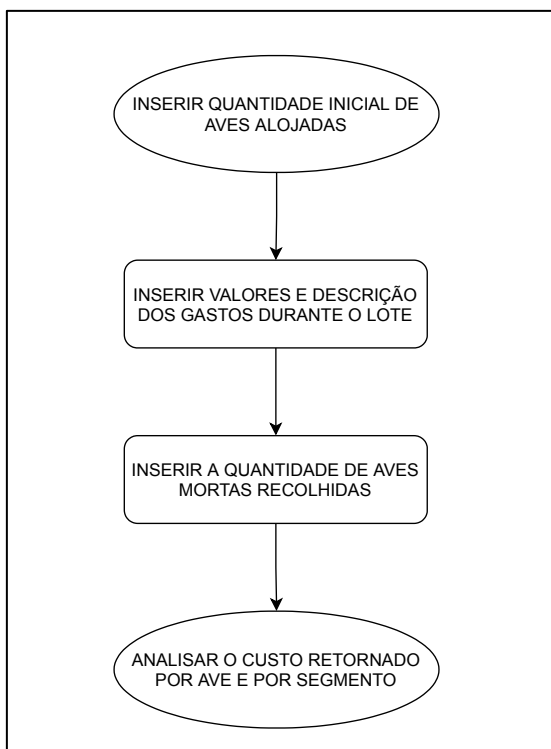 INSERIR QUANTIDADE INICIAL DE
AVES ALOJADAS
INSERIR VALORES E DESCRIÇÃO
DOS GASTOS DURANTE O LOTE
INSERIR A QUANTIDADE DE AVES
MORTAS RECOLHIDAS
ANALISAR O CUSTO RETORNADO
POR AVE E POR SEGMENTO